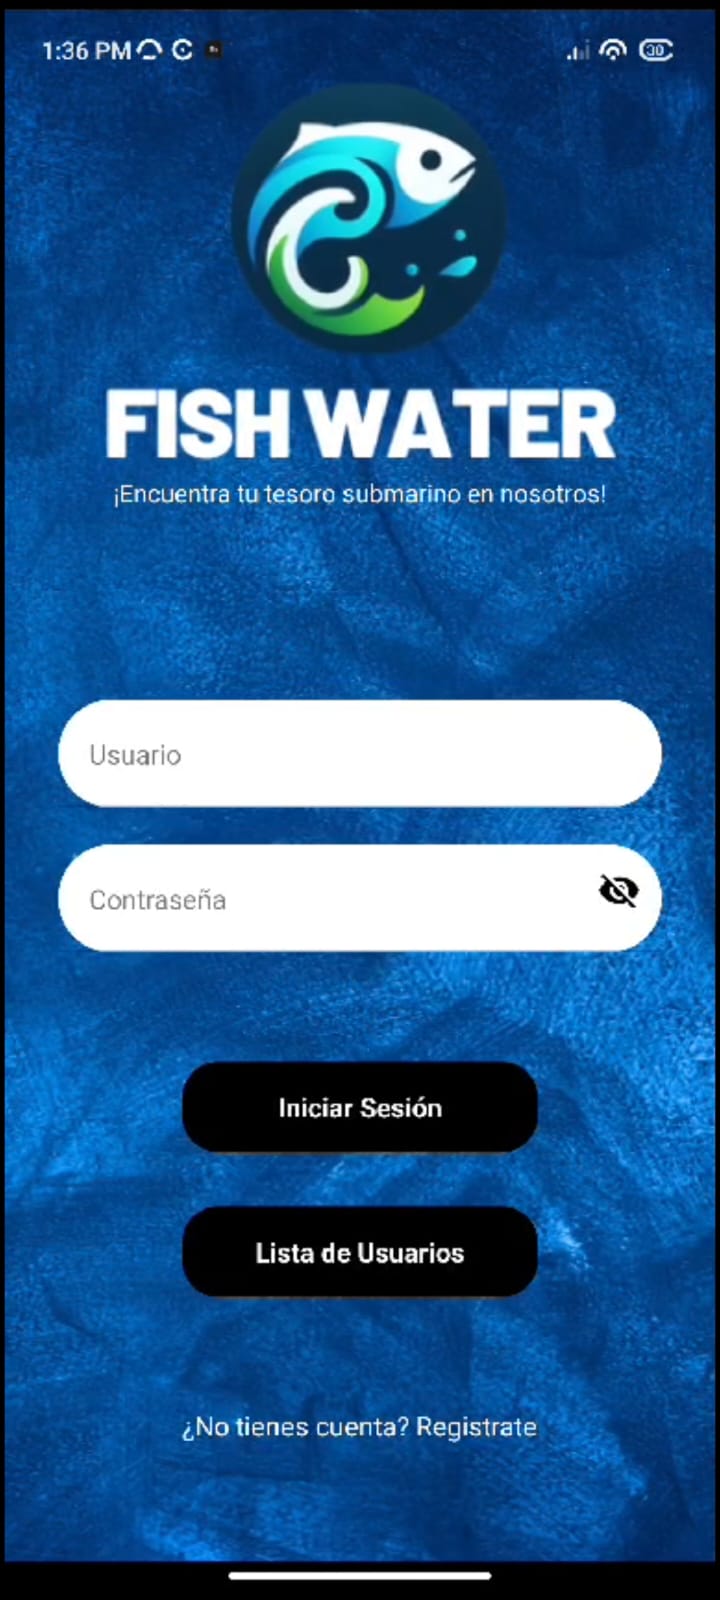 1:36 PM
30
FISH WATER
¡Encuentra tu tesoro submarino en nosotros!
Usuario
Contraseña
Iniciar Sesión
Lista de Usuarios
¿No tienes cuenta? Registrate